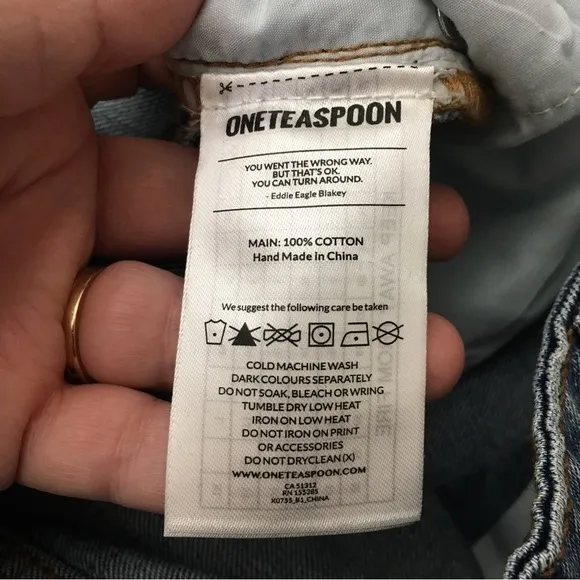 ONETEASPOON
YOU WENT THE WRONG WAY.
BUT THAT'S OK.
YOU CAN TURN AROUND.
- Eddie Eagle Blakey
MAIN: 100% COTTON
Hand Made in China
We suggest the following care be taken
COLD MACHINE WASH
DARK COLOURS SEPARATELY
DO NOT SOAK, BLEACH OR WRING
TUMBLE DRY LOW HEAT
IRON ON LOW HEAT
DO NOT IRON ON PRINT
OR ACCESSORIES
DO NOT DRYCLEAN (X)
WWW.ONETEASPOON.COM
CA 51312
RN 155285